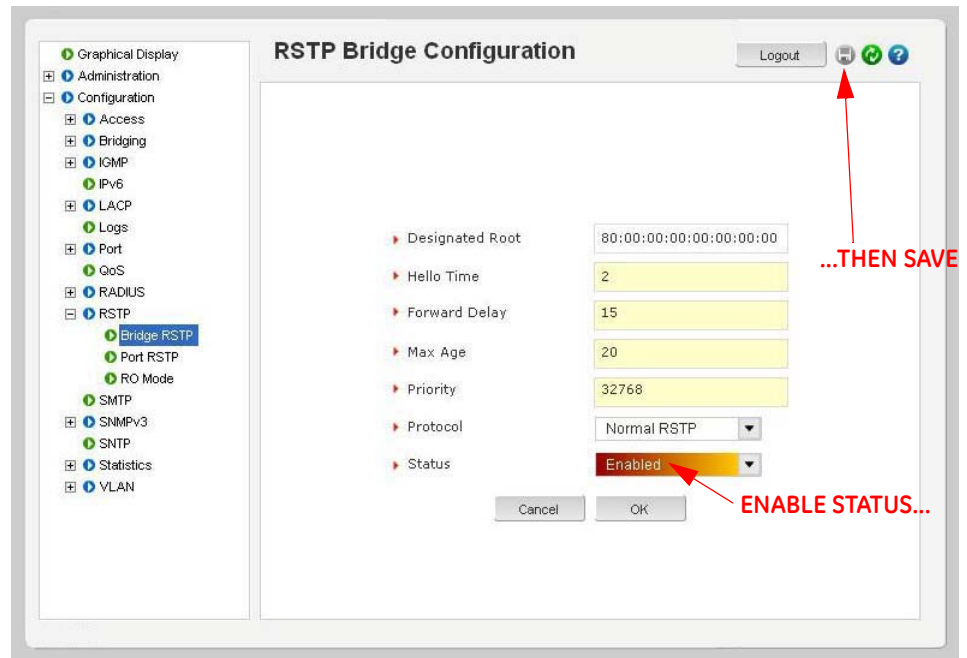 Graphical Display
Administration
Configuration
Access
Bridging
IGMP
IPv6
LACP
Logs
Port
QoS
RADIUS
RSTP
Bridge RSTP
Port RSTP
RO Mode
SMTP
SNMPv3
SNTP
Statistics
VLAN
RSTP Bridge Configuration
Logout
?
...THEN SAVE
Designated Root 80:00:00:00:00:00:00:00
Hello Time 2
Forward Delay 15
Max Age 20
Priority 32768
Protocol Normal RSTP
Status Enabled
ENABLE STATUS...
Cancel OK